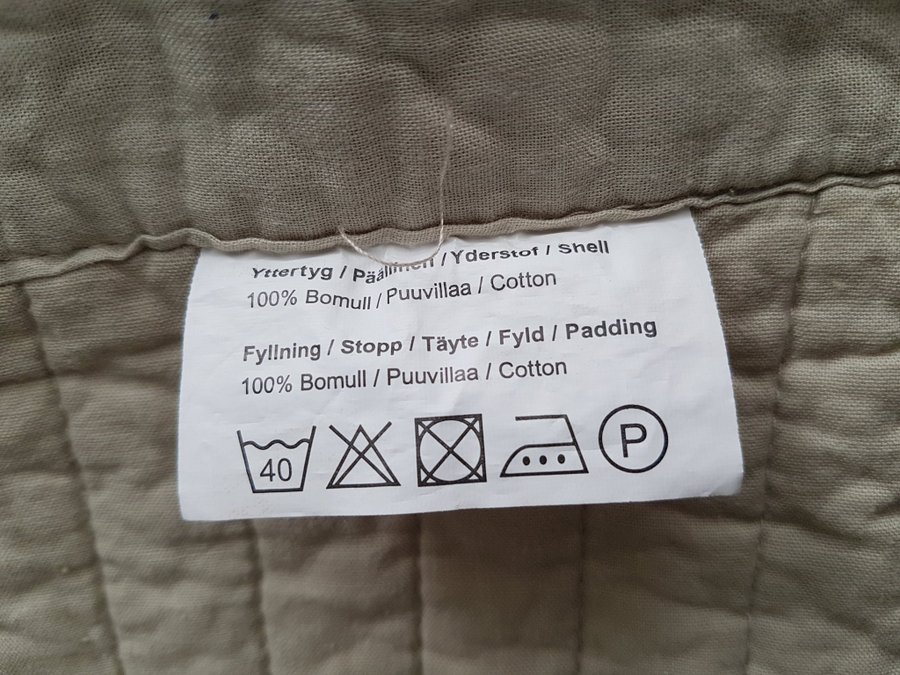 Yttertyg / Päällinen / Yderstof / Shell
100% Bomull / Puuvillaa / Cotton
Fyllning / Stopp / Täyte / Fyld / Padding
100% Bomull / Puuvillaa / Cotton
40 P